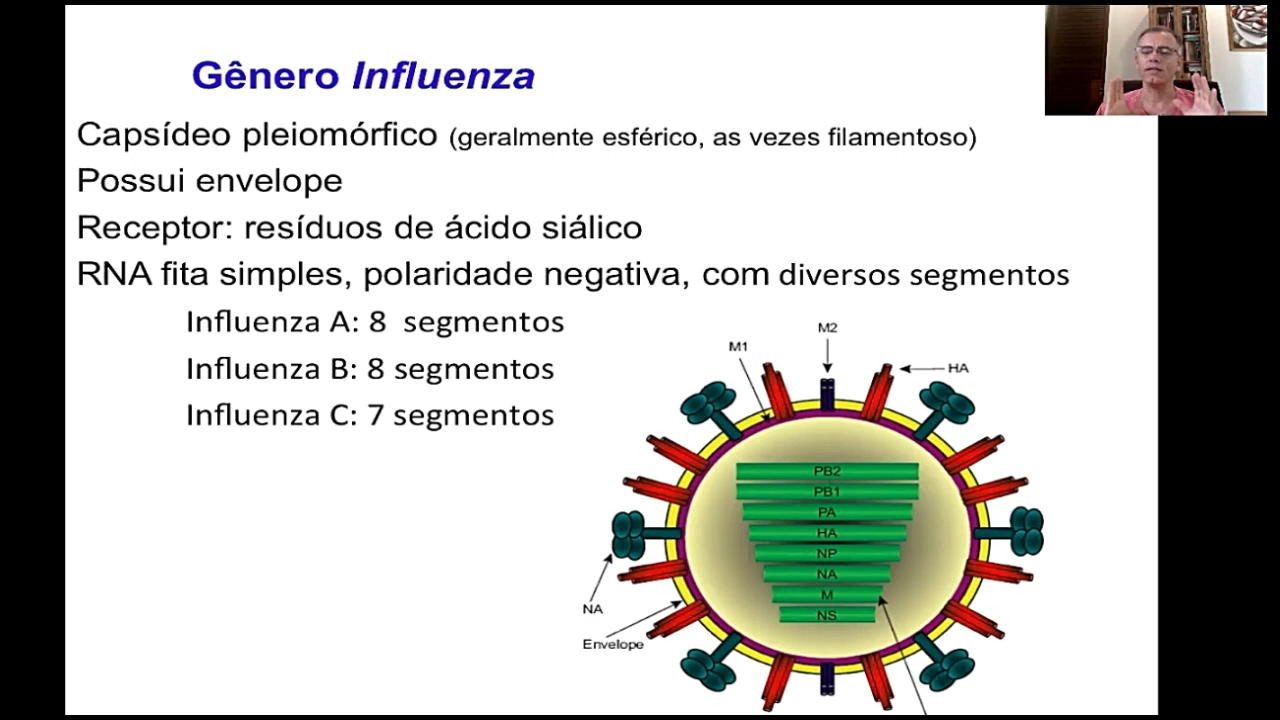 Gênero Influenza
Capsídeo pleiomórfico (geralmente esférico, as vezes filamentoso)
Possui envelope
Receptor: resíduos de ácido siálico
RNA fita simples, polaridade negativa, com diversos segmentos
Influenza A: 8 segmentos
Influenza B: 8 segmentos
Influenza C: 7 segmentos
M2
M1
HA
PB2
PB1
PA
HA
NP
NA
M
NS
NA
Envelope